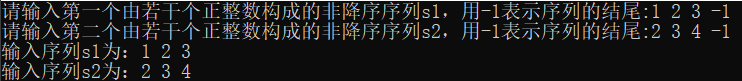 请输入第一个由若干个正整数构成的非降序序列s1，用-1表示序列的结尾:1 2 3 -1
请输入第二个由若干个正整数构成的非降序序列s2，用-1表示序列的结尾:2 3 4 -1
输入序列s1为：1 2 3
输入序列s2为：2 3 4